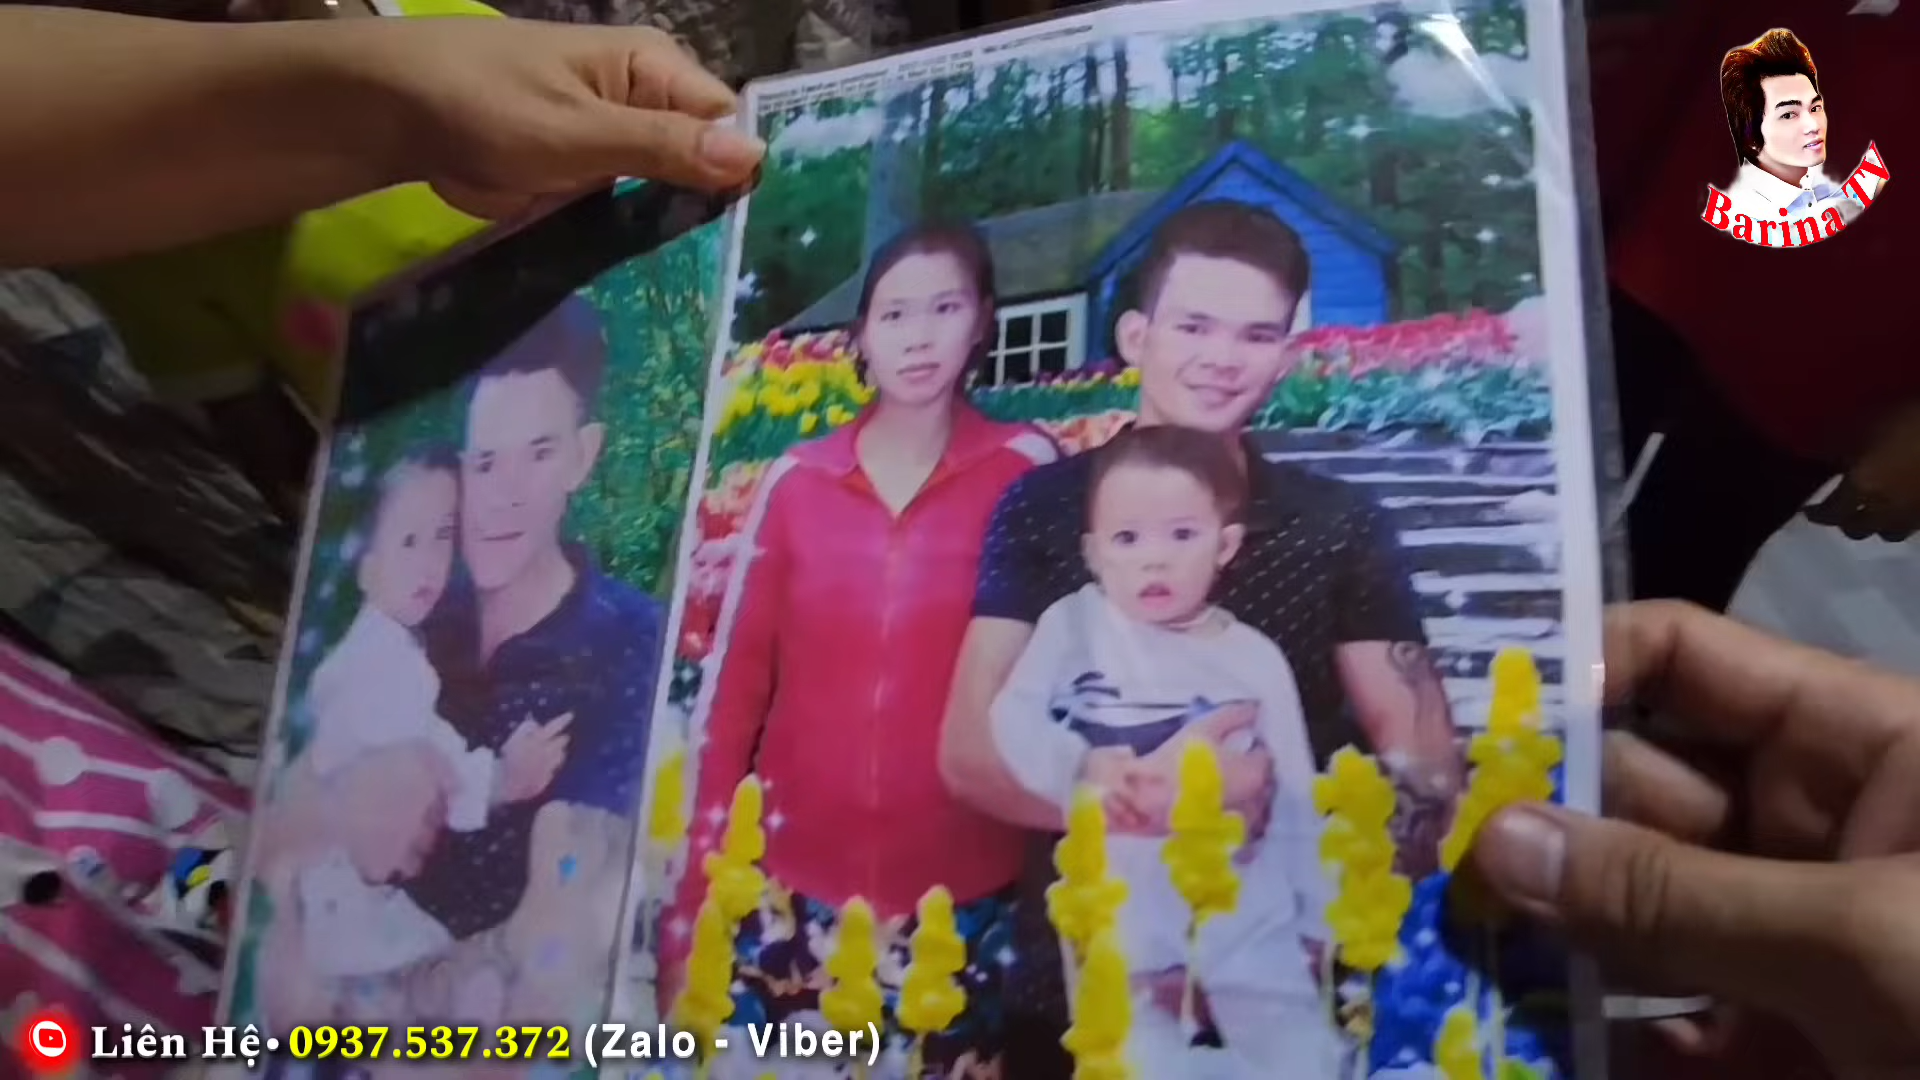 Barina TV
Liên Hệ • 0937.537.372 (Zalo - Viber)